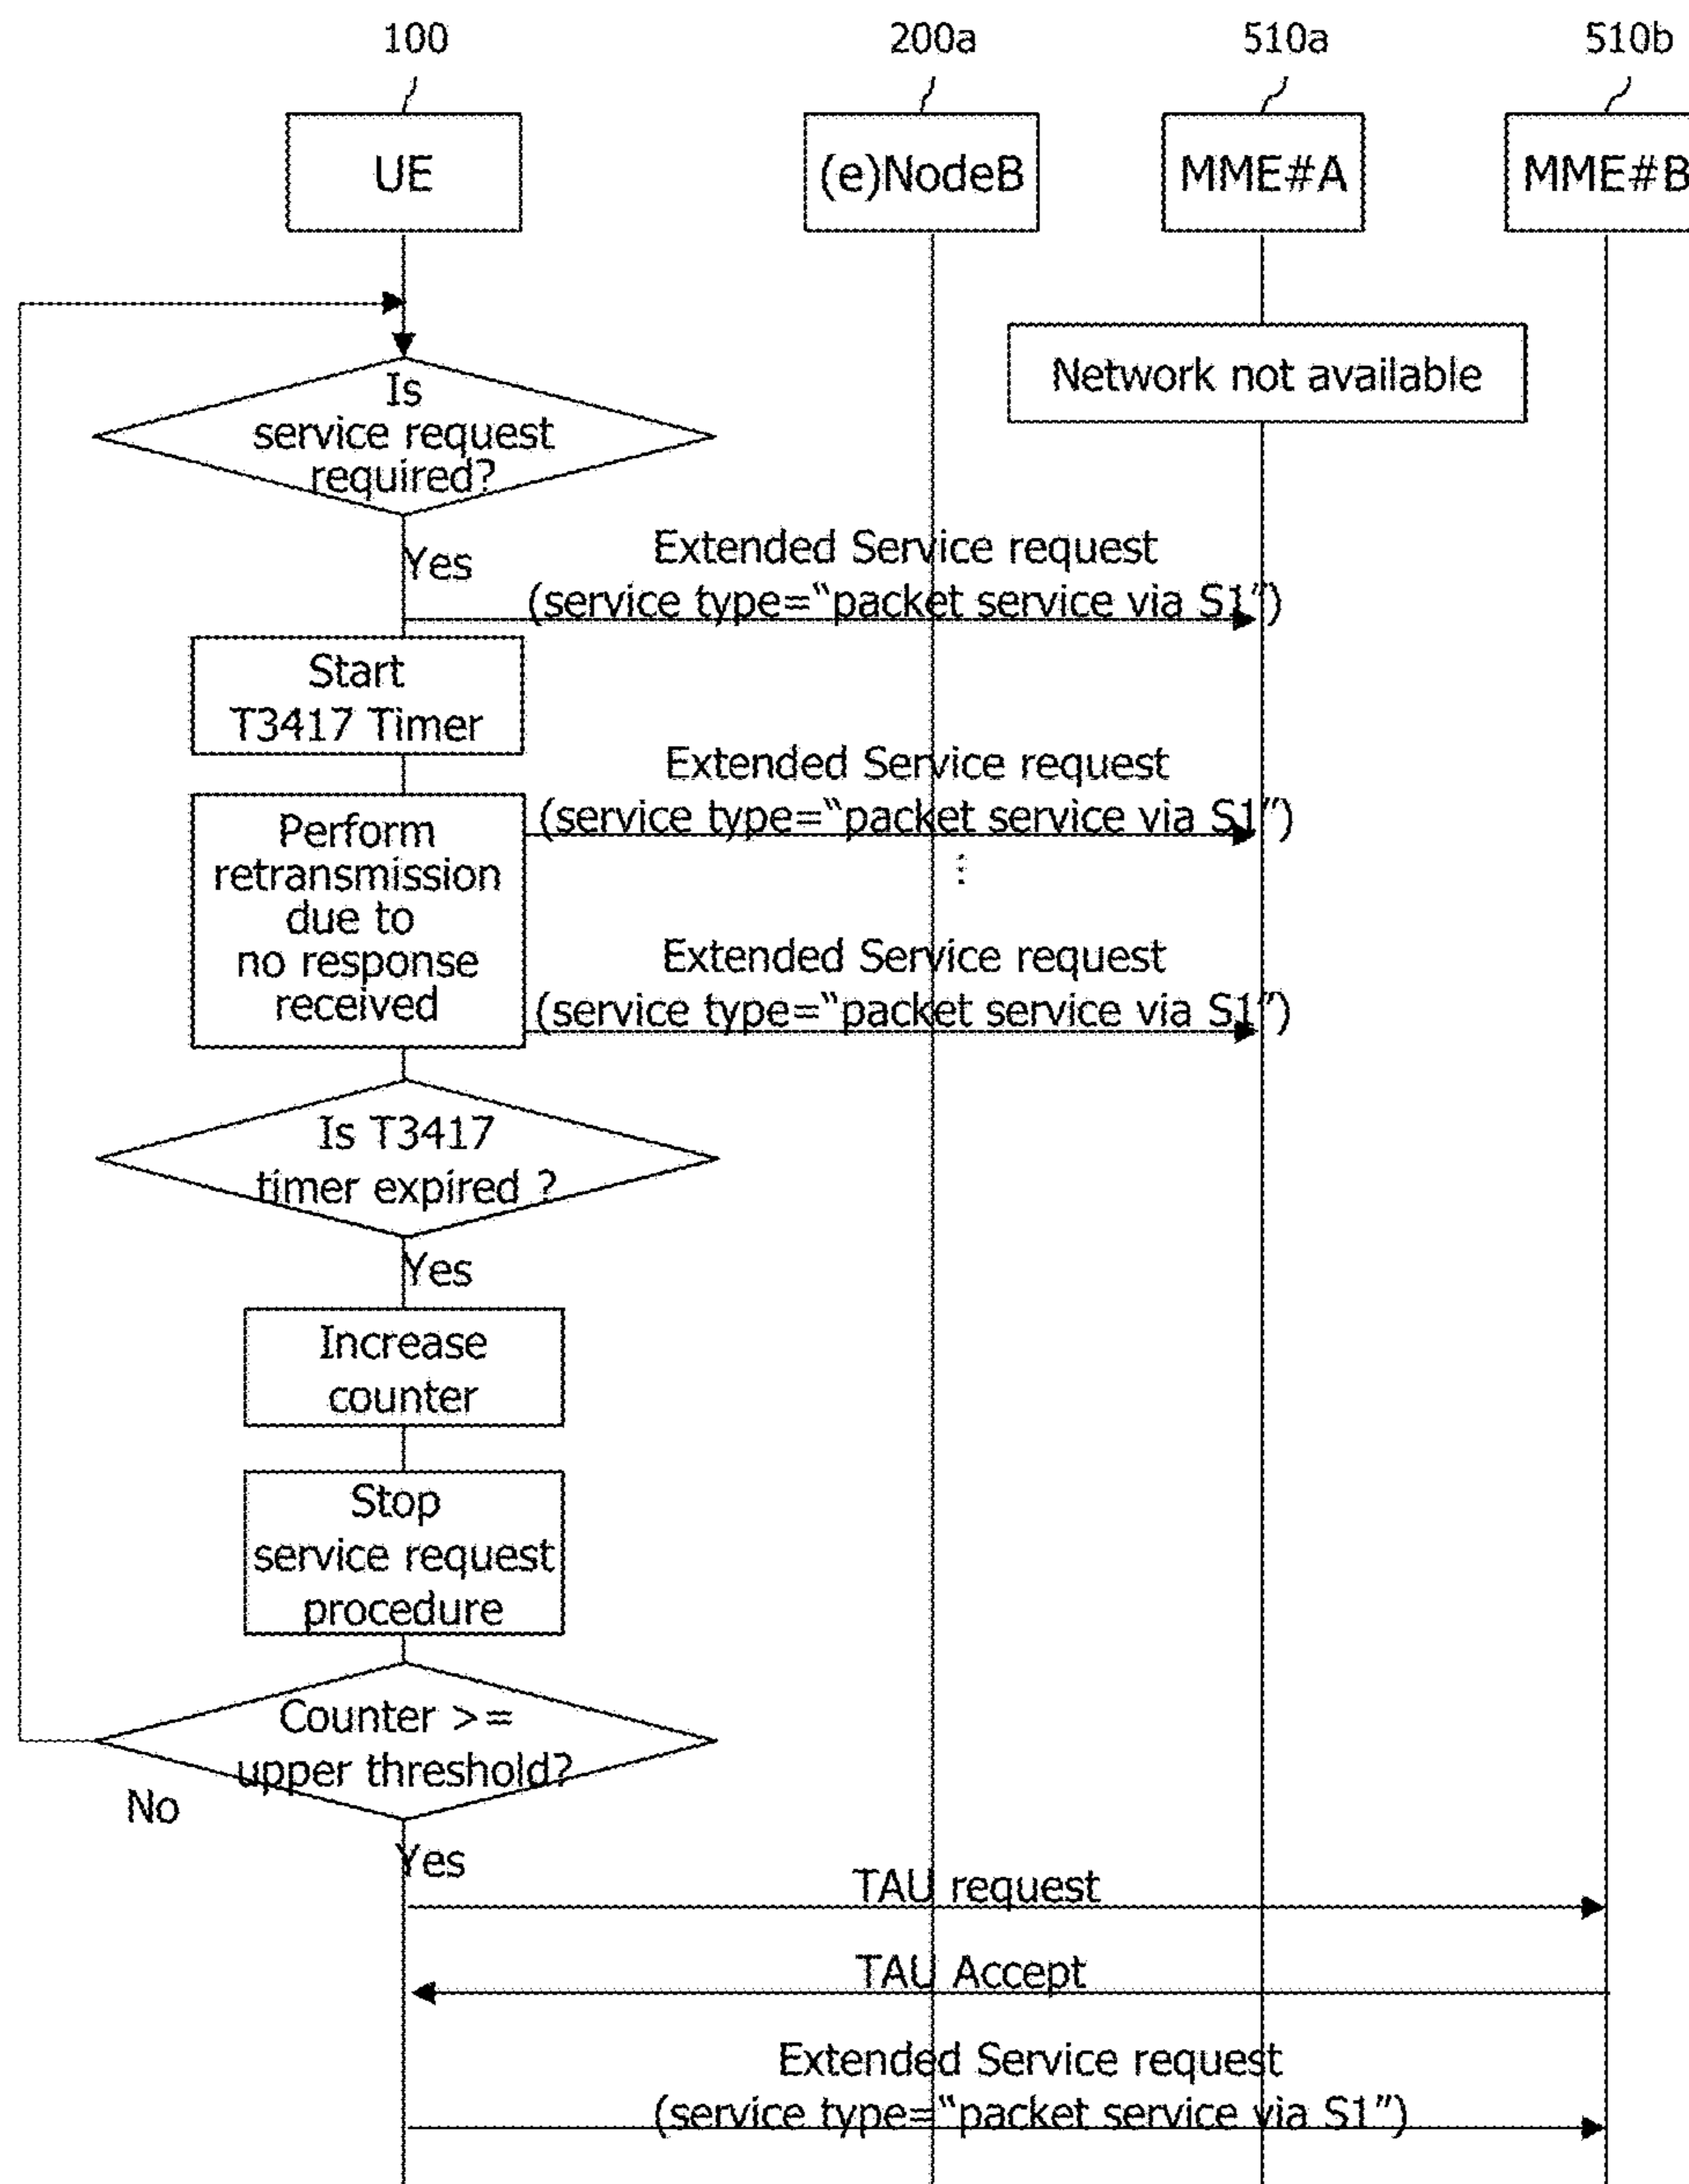 100
200a
510a
510b
UE
(e)NodeB
MME#A
MME#B
Network not available
Is
service request
required?
Yes
Extended Service request
(service type=“packet service via S1”)
Start
T3417 Timer
Extended Service request
(service type=“packet service via S1”)
⋮
Perform
retransmission
due to
no response
received
Extended Service request
(service type=“packet service via S1”)
Is T3417
timer expired ?
Yes
Increase
counter
Stop
service request
procedure
Counter >=
upper threshold?
No
Yes
TAU request
TAU Accept
Extended Service request
(service type=“packet service via S1”)